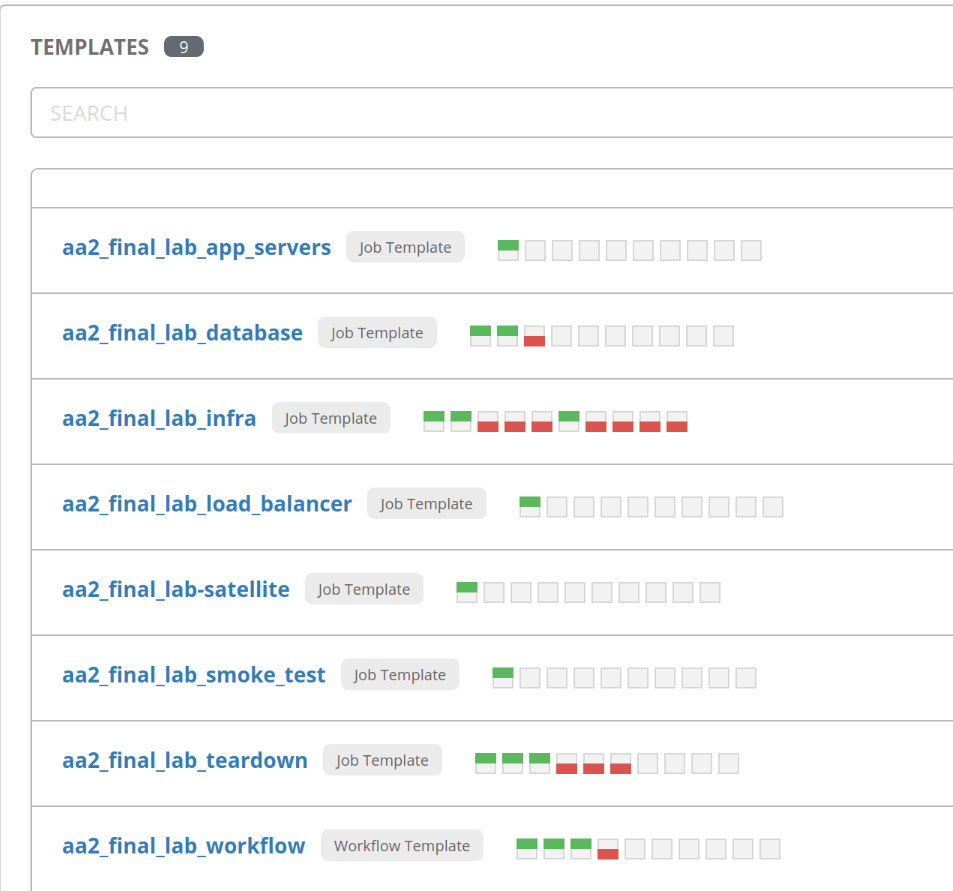 TEMPLATES 9
SEARCH
aa2_final_lab_app_servers Job Template
aa2_final_lab_database Job Template
aa2_final_lab_infra Job Template
aa2_final_lab_load_balancer Job Template
aa2_final_lab-satellite Job Template
aa2_final_lab_smoke_test Job Template
aa2_final_lab_teardown Job Template
aa2_final_lab_workflow Workflow Template